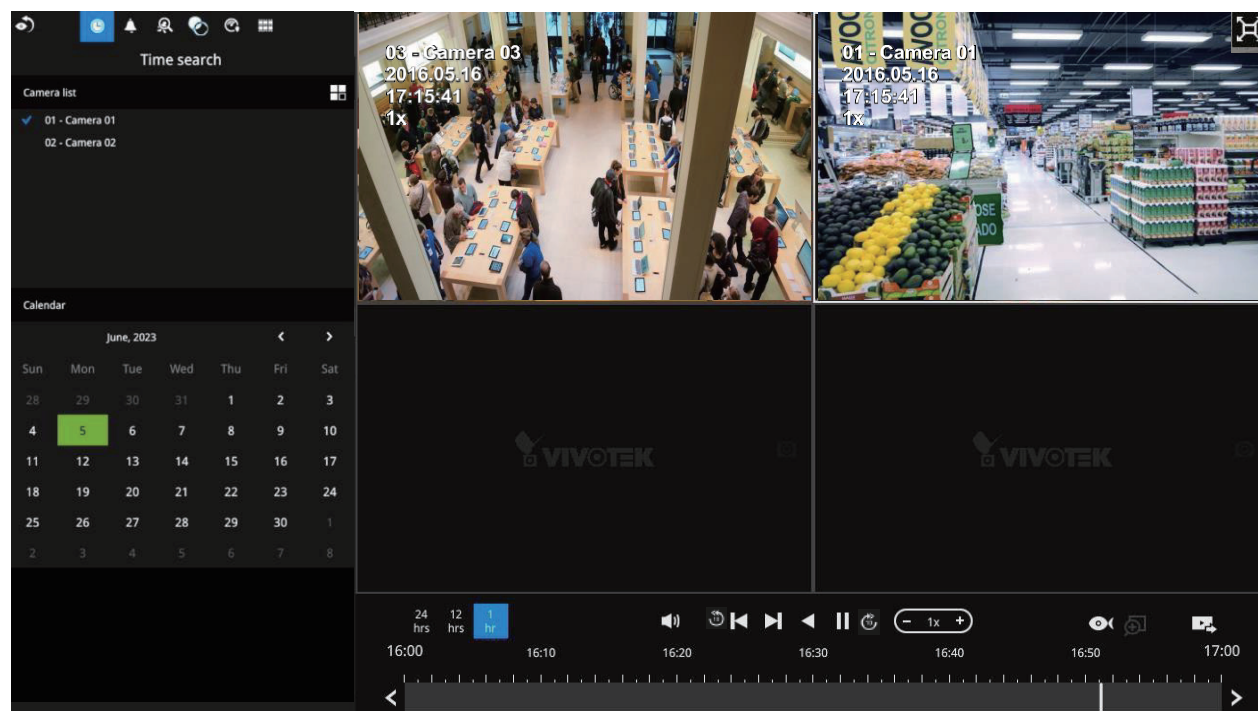 Time search
Camera list
01 - Camera 01
02 - Camera 02
Calendar
June, 2023
Sun Mon Tue Wed Thu Fri Sat
28 29 30 31 1 2 3
4 5 6 7 8 9 10
11 12 13 14 15 16 17
18 19 20 21 22 23 24
25 26 27 28 29 30 1
2 3 4 5 6 7 8
03 - Camera 03
2016.05.16
17:15:41
1x
01 - Camera 01
2016.05.16
17:15:41
1x
VIVOTEK
VIVOTEK
24 hrs 12 hrs 1 hr
10
10
- 1x +
16:00 16:10 16:20 16:30 16:40 16:50 17:00